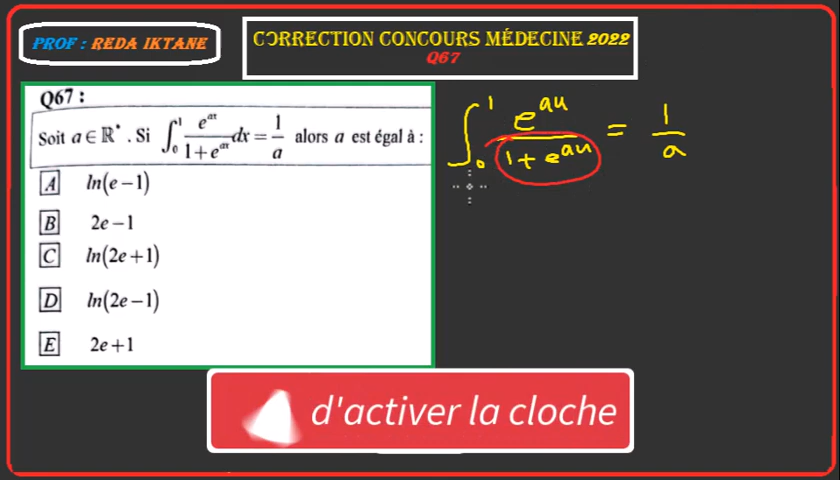 PROF : REDA IKTANE
CORRECTION CONCOURS MÉDECINE 2022
Q67
Q67 :
Soit a ∈ ℝ* . Si ∫₀¹ e^{ax}/(1+e^{ax}) dx = 1/a alors a est égal à :
A ln(e−1)
B 2e−1
C ln(2e+1)
D ln(2e−1)
E 2e+1
∫₀¹ e^{ax}/(1+e^{ax}) = 1/a
d'activer la cloche